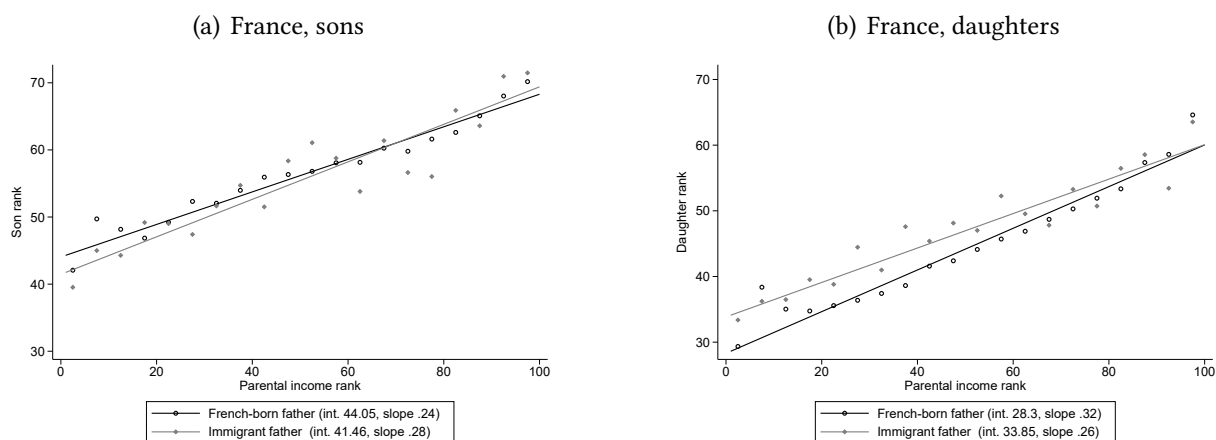 (a) France, sons
70
60
50
40
30
Son rank
0 20 40 60 80 100
Parental income rank
French-born father (int. 44.05, slope .24)
Immigrant father (int. 41.46, slope .28)
(b) France, daughters
70
60
50
40
30
Daughter rank
0 20 40 60 80 100
Parental income rank
French-born father (int. 28.3, slope .32)
Immigrant father (int. 33.85, slope .26)